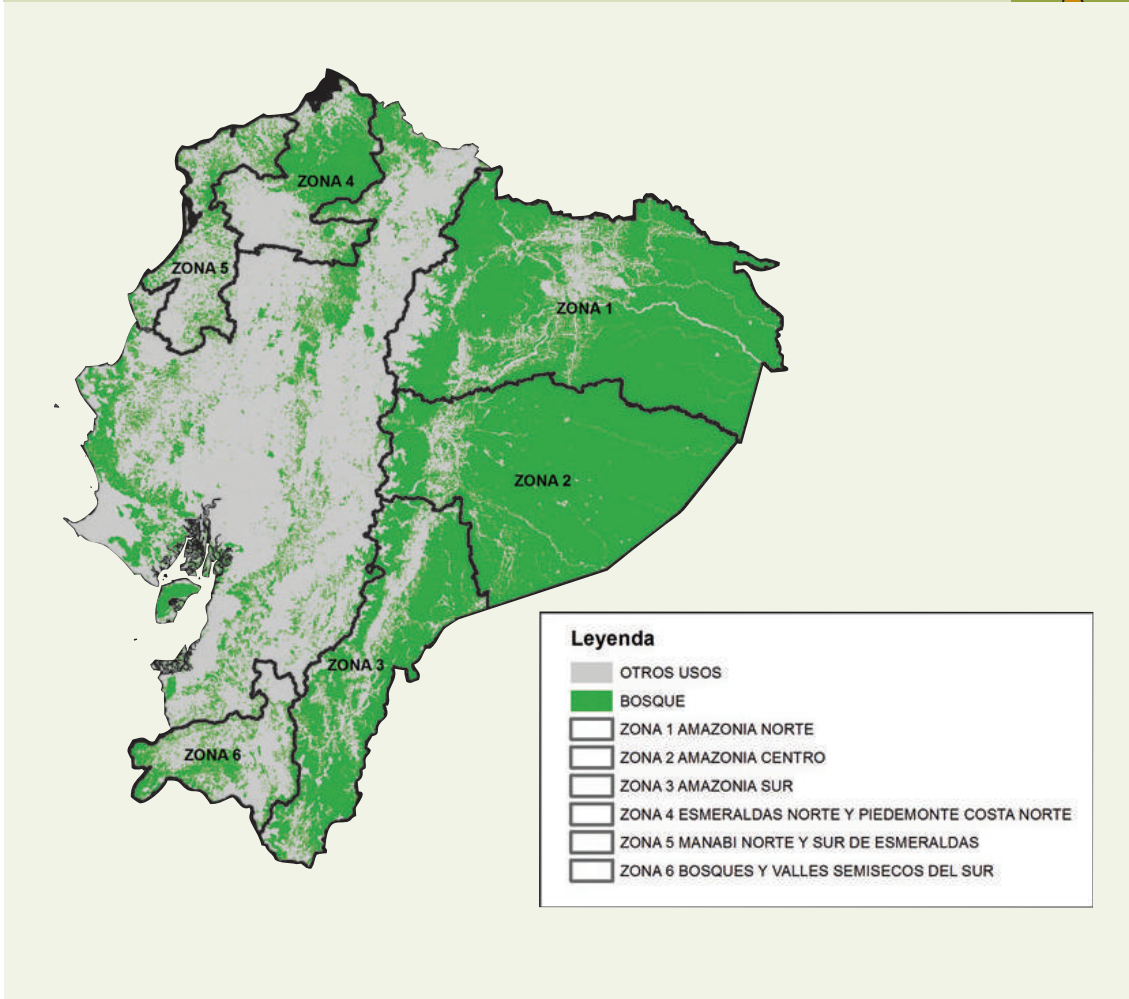 ZONA 4
ZONA 5
ZONA 1
ZONA 2
ZONA 3
ZONA 6
Leyenda
OTROS USOS
BOSQUE
ZONA 1 AMAZONIA NORTE
ZONA 2 AMAZONIA CENTRO
ZONA 3 AMAZONIA SUR
ZONA 4 ESMERALDAS NORTE Y PIEDEMONTE COSTA NORTE
ZONA 5 MANABI NORTE Y SUR DE ESMERALDAS
ZONA 6 BOSQUES Y VALLES SEMISECOS DEL SUR